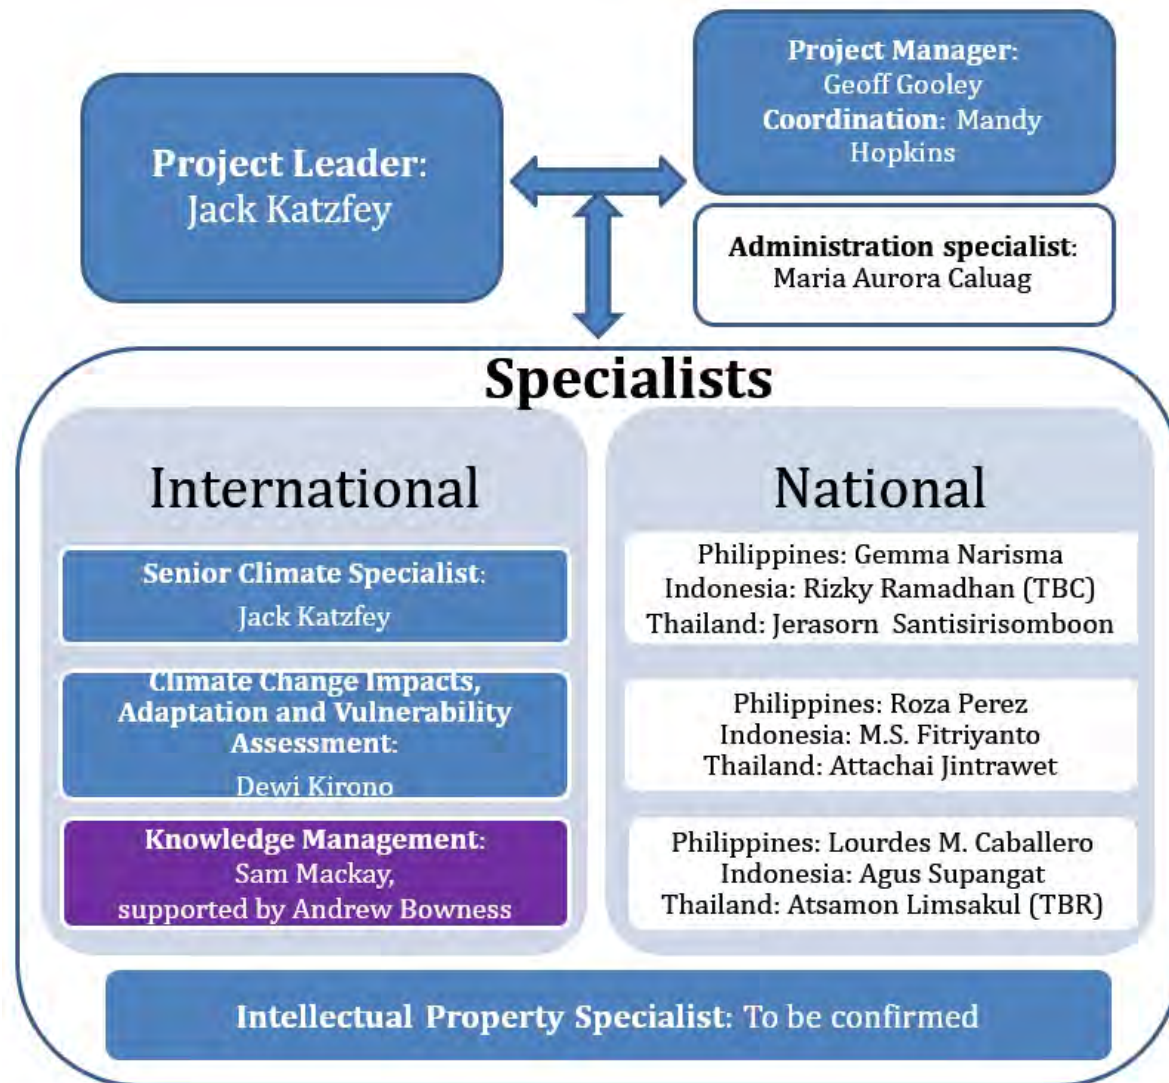 Project Leader:
Jack Katzfey
Project Manager:
Geoff Gooley
Coordination: Mandy
Hopkins
Administration specialist:
Maria Aurora Caluag
Specialists
International
Senior Climate Specialist:
Jack Katzfey
Climate Change Impacts,
Adaptation and Vulnerability
Assessment:
Dewi Kirono
Knowledge Management:
Sam Mackay,
supported by Andrew Bowness
National
Philippines: Gemma Narisma
Indonesia: Rizky Ramadhan (TBC)
Thailand: Jerasorn Santisirisomboon
Philippines: Roza Perez
Indonesia: M.S. Fitriyanto
Thailand: Attachai Jintrawet
Philippines: Lourdes M. Caballero
Indonesia: Agus Supangat
Thailand: Atsamon Limsakul (TBR)
Intellectual Property Specialist: To be confirmed